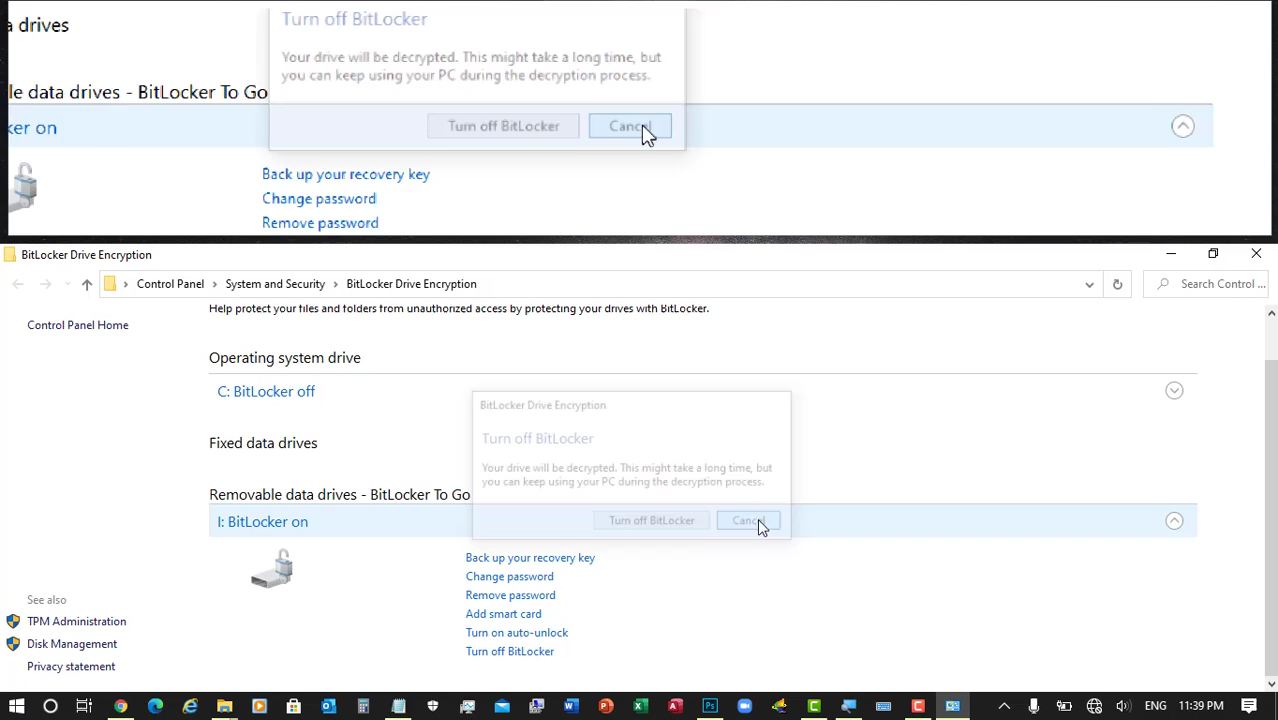 a drives
Turn off BitLocker
Your drive will be decrypted. This might take a long time, but
you can keep using your PC during the decryption process.
le data drives - BitLocker To Go
Turn off BitLocker
Cancel
ker on
Back up your recovery key
Change password
Remove password
BitLocker Drive Encryption
Control Panel
System and Security
BitLocker Drive Encryption
Search Control ...
Control Panel Home
Help protect your files and folders from unauthorized access by protecting your drives with BitLocker.
Operating system drive
C: BitLocker off
BitLocker Drive Encryption
Fixed data drives
Turn off BitLocker
Your drive will be decrypted. This might take a long time, but
you can keep using your PC during the decryption process.
Removable data drives - BitLocker To Go
I: BitLocker on
Turn off BitLocker
Cancel
Back up your recovery key
Change password
Remove password
Add smart card
Turn on auto-unlock
Turn off BitLocker
See also
TPM Administration
Disk Management
Privacy statement
ENG
11:39 PM